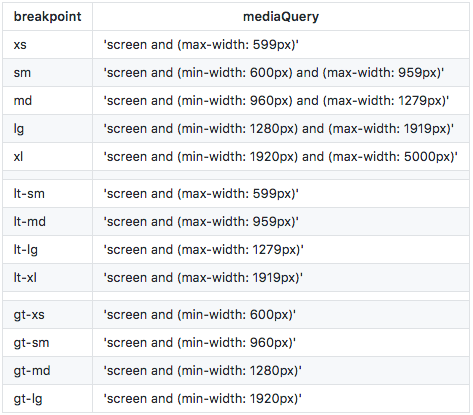 breakpoint mediaQuery
xs 'screen and (max-width: 599px)'
sm 'screen and (min-width: 600px) and (max-width: 959px)'
md 'screen and (min-width: 960px) and (max-width: 1279px)'
lg 'screen and (min-width: 1280px) and (max-width: 1919px)'
xl 'screen and (min-width: 1920px) and (max-width: 5000px)'
lt-sm 'screen and (max-width: 599px)'
lt-md 'screen and (max-width: 959px)'
lt-lg 'screen and (max-width: 1279px)'
lt-xl 'screen and (max-width: 1919px)'
gt-xs 'screen and (min-width: 600px)'
gt-sm 'screen and (min-width: 960px)'
gt-md 'screen and (min-width: 1280px)'
gt-lg 'screen and (min-width: 1920px)'